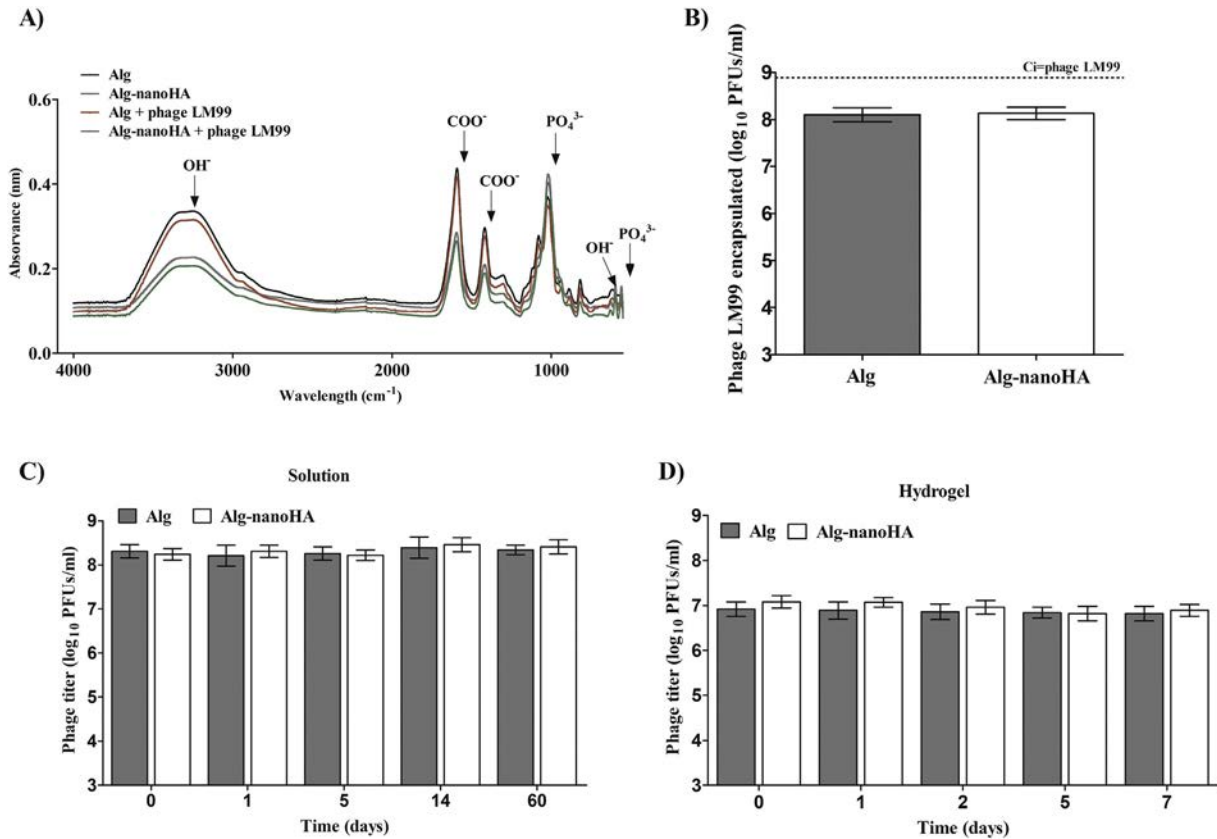 A)
Alg
Alg-nanoHA
Alg + phage LM99
Alg-nanoHA + phage LM99
Absorvance (nm)
0.6
0.4
0.2
0.0
OH⁻
COO⁻
COO⁻
PO₄³⁻
OH⁻
PO₄³⁻
4000 3000 2000 1000
Wavelength (cm⁻¹)
B)
Phage LM99 encapsulated (log₁₀ PFUs/ml)
Ci=phage LM99
9
8
7
6
5
4
3
Alg Alg-nanoHA
C)
Solution
Alg Alg-nanoHA
Phage titer (log₁₀ PFUs/ml)
9
8
7
6
5
4
3
0 1 5 14 60
Time (days)
D)
Hydrogel
Alg Alg-nanoHA
Phage titer (log₁₀ PFUs/ml)
9
8
7
6
5
4
3
0 1 2 5 7
Time (days)